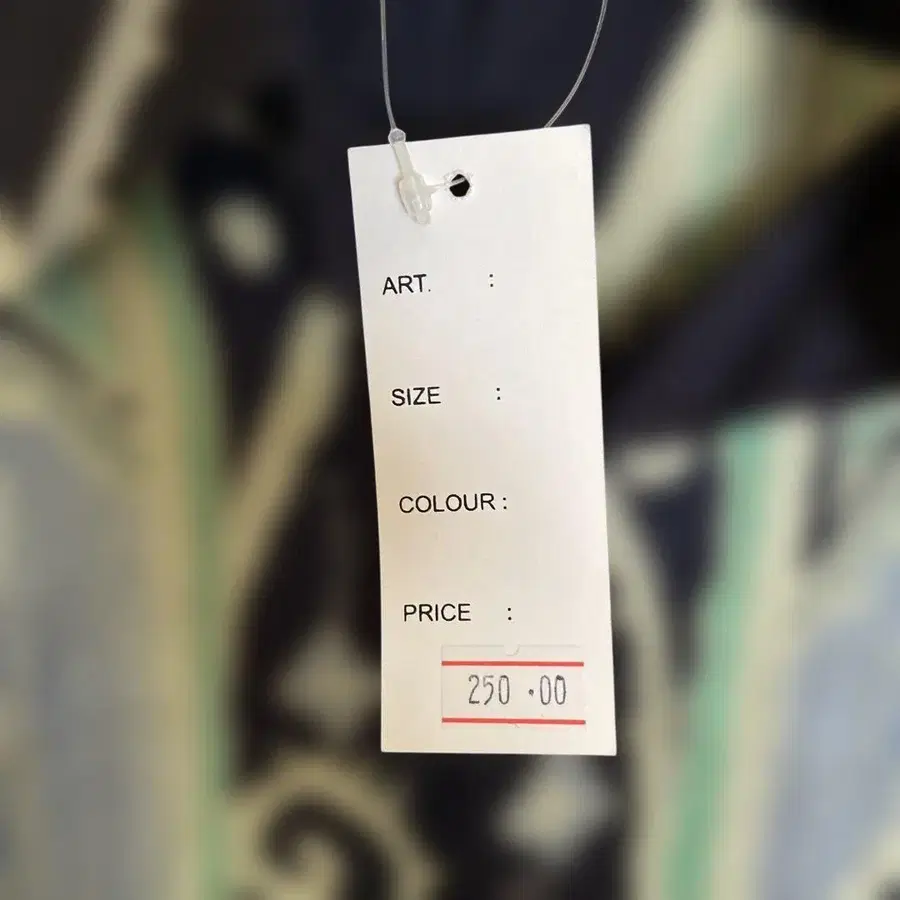 ART. :
SIZE :
COLOUR :
PRICE :
250 .00